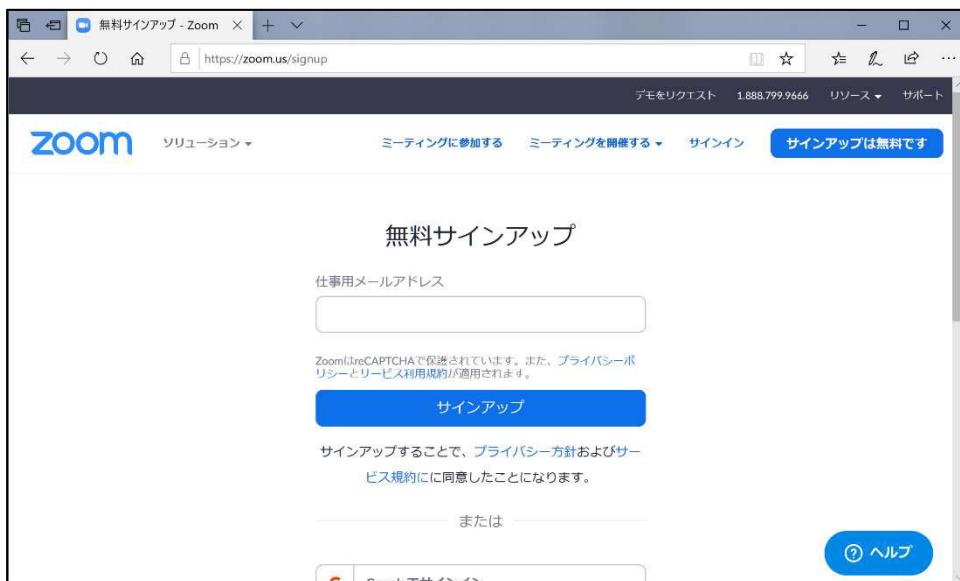 無料サインアップ - Zoom
https://zoom.us/signup
デモをリクエスト 1.888.799.9666 リソース サポート
zoom ソリューション ミーティングに参加する ミーティングを開催する サインイン サインアップは無料です
無料サインアップ
仕事用メールアドレス
ZoomはreCAPTCHAで保護されています。また、プライバシーポ
リシーとサービス利用規約が適用されます。
サインアップ
サインアップすることで、プライバシー方針およびサー
ビス規約にに同意したことになります。
または
ヘルプ